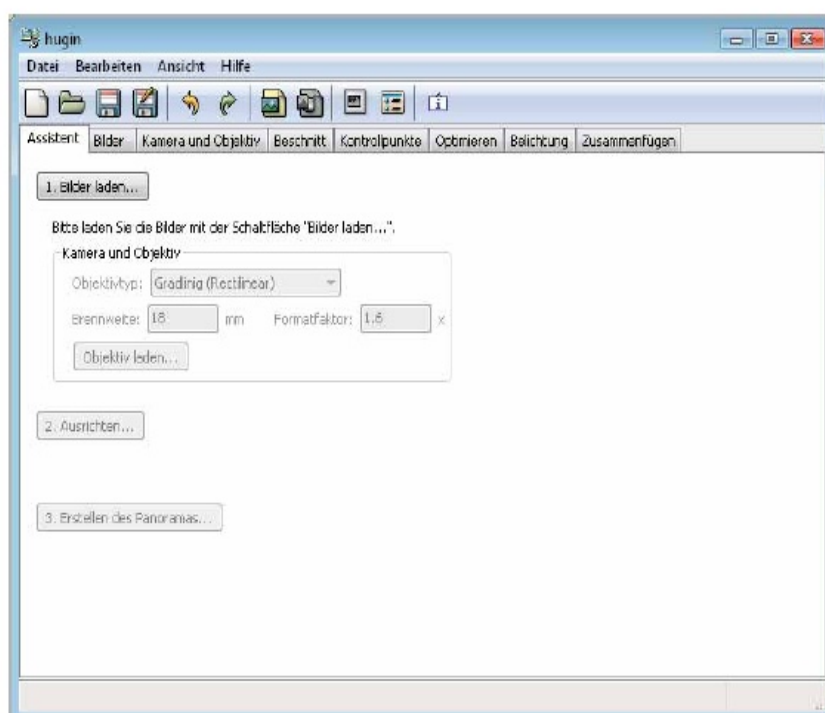 hugin
Datei Bearbeiten Ansicht Hilfe
Assistent Bilder Kamera und Objektiv Beschnitt Kontrollpunkte Optimieren Belichtung Zusammenfügen
1. Bilder laden...
Bitte laden Sie die Bilder mit der Schaltfläche "Bilder laden...".
Kamera und Objektiv
Objektivtyp: Gradlinig (Rectilinear)
Brennweite: 18 mm Formatfaktor: 1.6 x
Objektiv laden...
2. Ausrichten...
3. Erstellen des Panoramas...